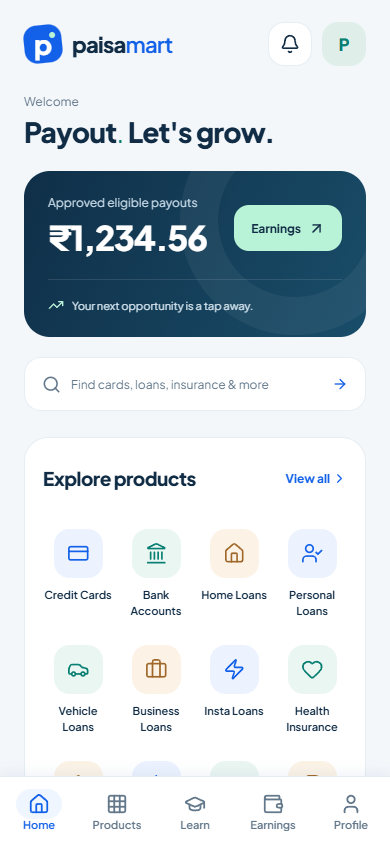 paisamart
P
Welcome
Payout. Let's grow.
Approved eligible payouts
₹1,234.56
Earnings
Your next opportunity is a tap away.
Find cards, loans, insurance & more
Explore products
View all
Credit Cards
Bank
Accounts
Home Loans
Personal
Loans
Vehicle
Loans
Business
Loans
Insta Loans
Health
Insurance
Home
Products
Learn
Earnings
Profile